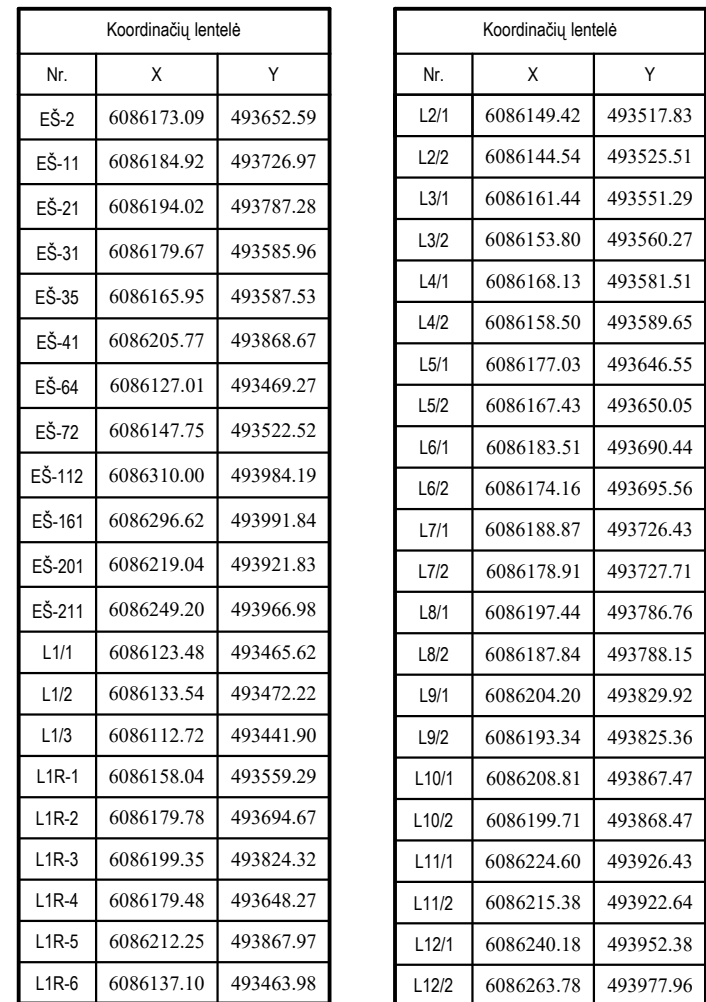 Koordinačių lentelė
Nr. X Y
EŠ-2 6086173.09 493652.59
EŠ-11 6086184.92 493726.97
EŠ-21 6086194.02 493787.28
EŠ-31 6086179.67 493585.96
EŠ-35 6086165.95 493587.53
EŠ-41 6086205.77 493868.67
EŠ-64 6086127.01 493469.27
EŠ-72 6086147.75 493522.52
EŠ-112 6086310.00 493984.19
EŠ-161 6086296.62 493991.84
EŠ-201 6086219.04 493921.83
EŠ-211 6086249.20 493966.98
L1/1 6086123.48 493465.62
L1/2 6086133.54 493472.22
L1/3 6086112.72 493441.90
L1R-1 6086158.04 493559.29
L1R-2 6086179.78 493694.67
L1R-3 6086199.35 493824.32
L1R-4 6086179.48 493648.27
L1R-5 6086212.25 493867.97
L1R-6 6086137.10 493463.98
Koordinačių lentelė
Nr. X Y
L2/1 6086149.42 493517.83
L2/2 6086144.54 493525.51
L3/1 6086161.44 493551.29
L3/2 6086153.80 493560.27
L4/1 6086168.13 493581.51
L4/2 6086158.50 493589.65
L5/1 6086177.03 493646.55
L5/2 6086167.43 493650.05
L6/1 6086183.51 493690.44
L6/2 6086174.16 493695.56
L7/1 6086188.87 493726.43
L7/2 6086178.91 493727.71
L8/1 6086197.44 493786.76
L8/2 6086187.84 493788.15
L9/1 6086204.20 493829.92
L9/2 6086193.34 493825.36
L10/1 6086208.81 493867.47
L10/2 6086199.71 493868.47
L11/1 6086224.60 493926.43
L11/2 6086215.38 493922.64
L12/1 6086240.18 493952.38
L12/2 6086263.78 493977.96